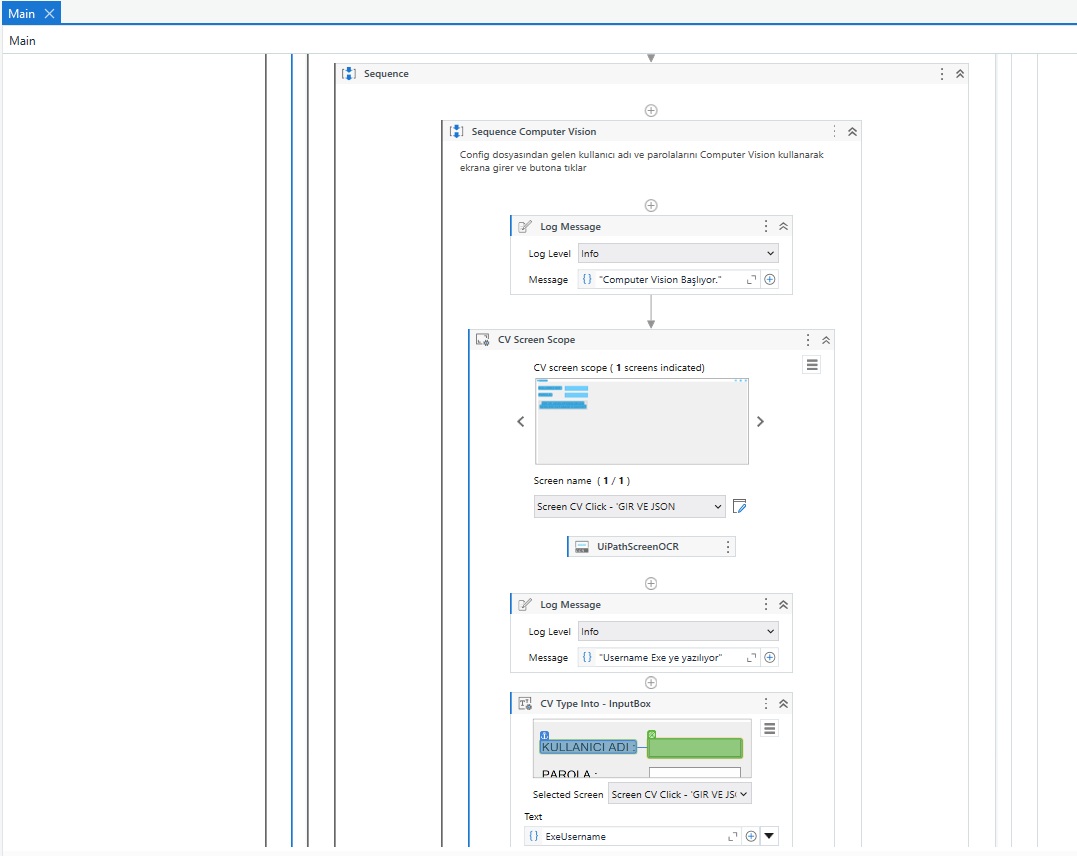 Main
Main
Sequence
Sequence Computer Vision
Config dosyasından gelen kullanıcı adı ve parolalarını Computer Vision kullanarak
ekrana girer ve butona tıklar
Log Message
Log Level Info
Message "Computer Vision Başlıyor."
CV Screen Scope
CV screen scope ( 1 screens indicated)
Screen name ( 1 / 1 )
Screen CV Click - 'GIR VE JSON
UiPathScreenOCR
Log Message
Log Level Info
Message "Username Exe ye yazılıyor"
CV Type Into - InputBox
KULLANICI ADI :
PAROLA :
Selected Screen Screen CV Click - 'GIR VE JS
Text
ExeUsername